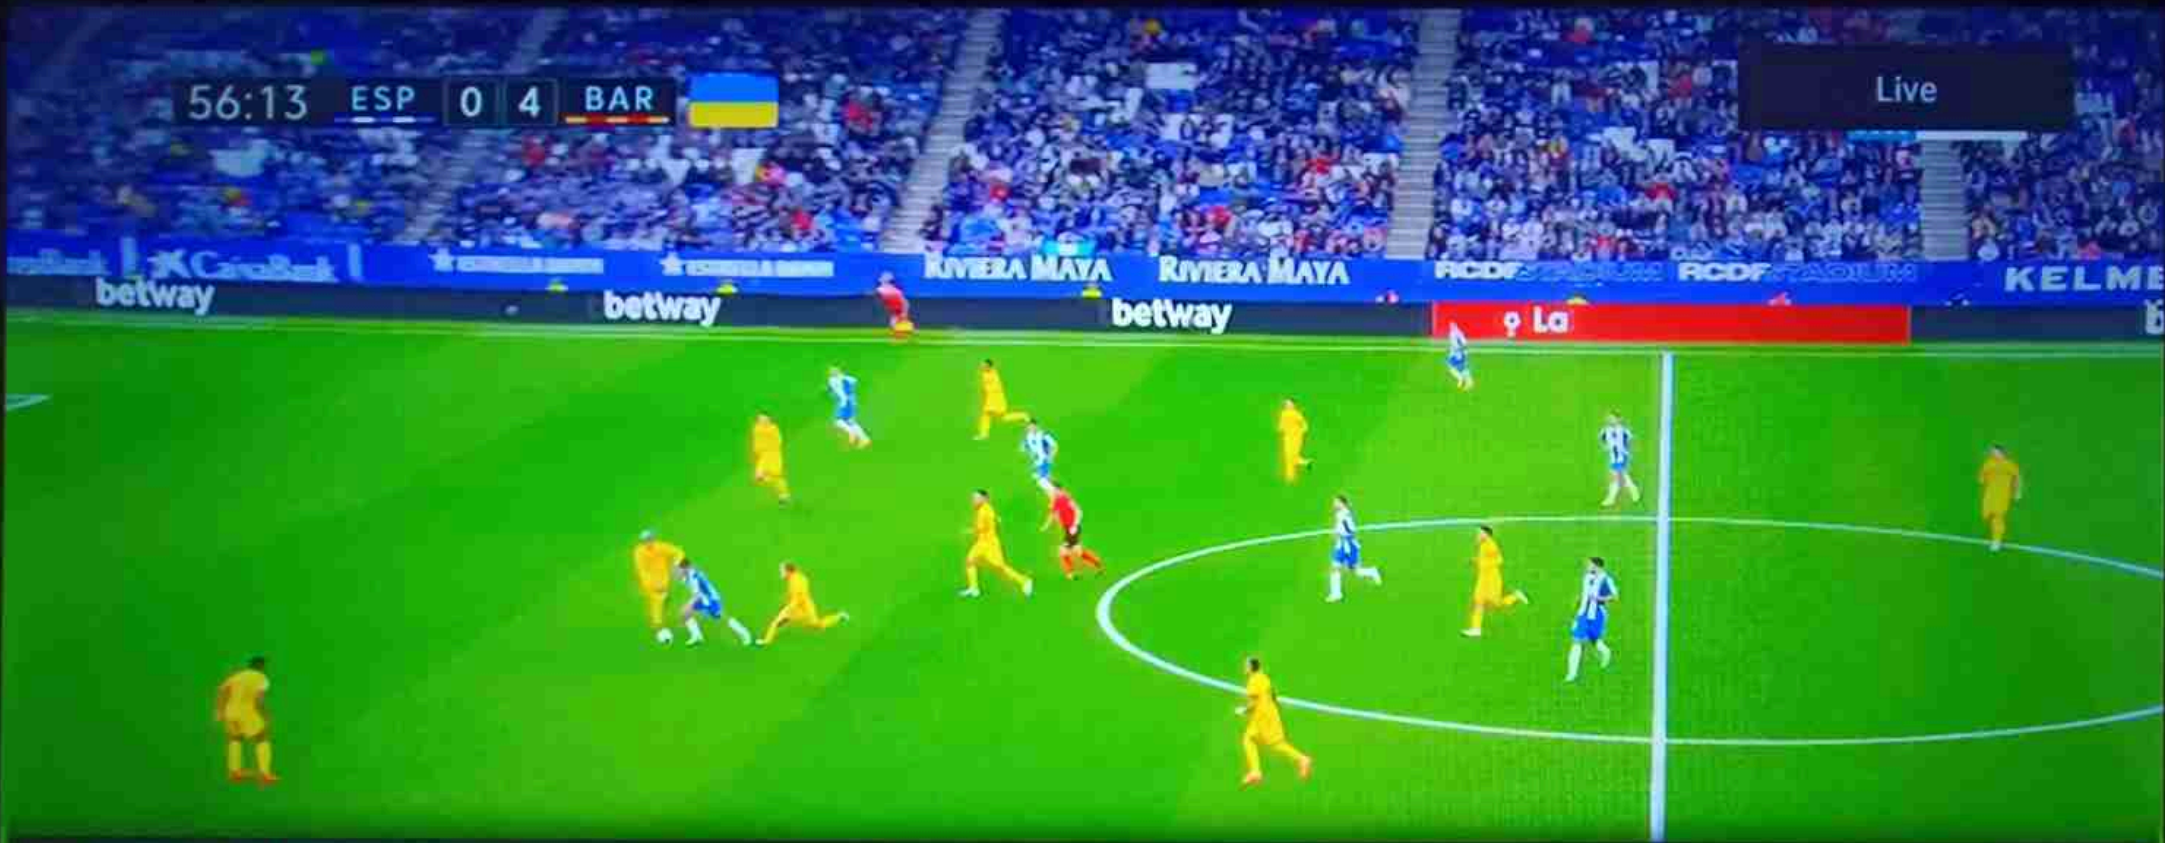 56:13 ESP 0 4 BAR
Live
CaixaBank
RIVIERA MAYA RIVIERA MAYA RCDE STADIUM RCDE STADIUM KELME
betway betway betway La